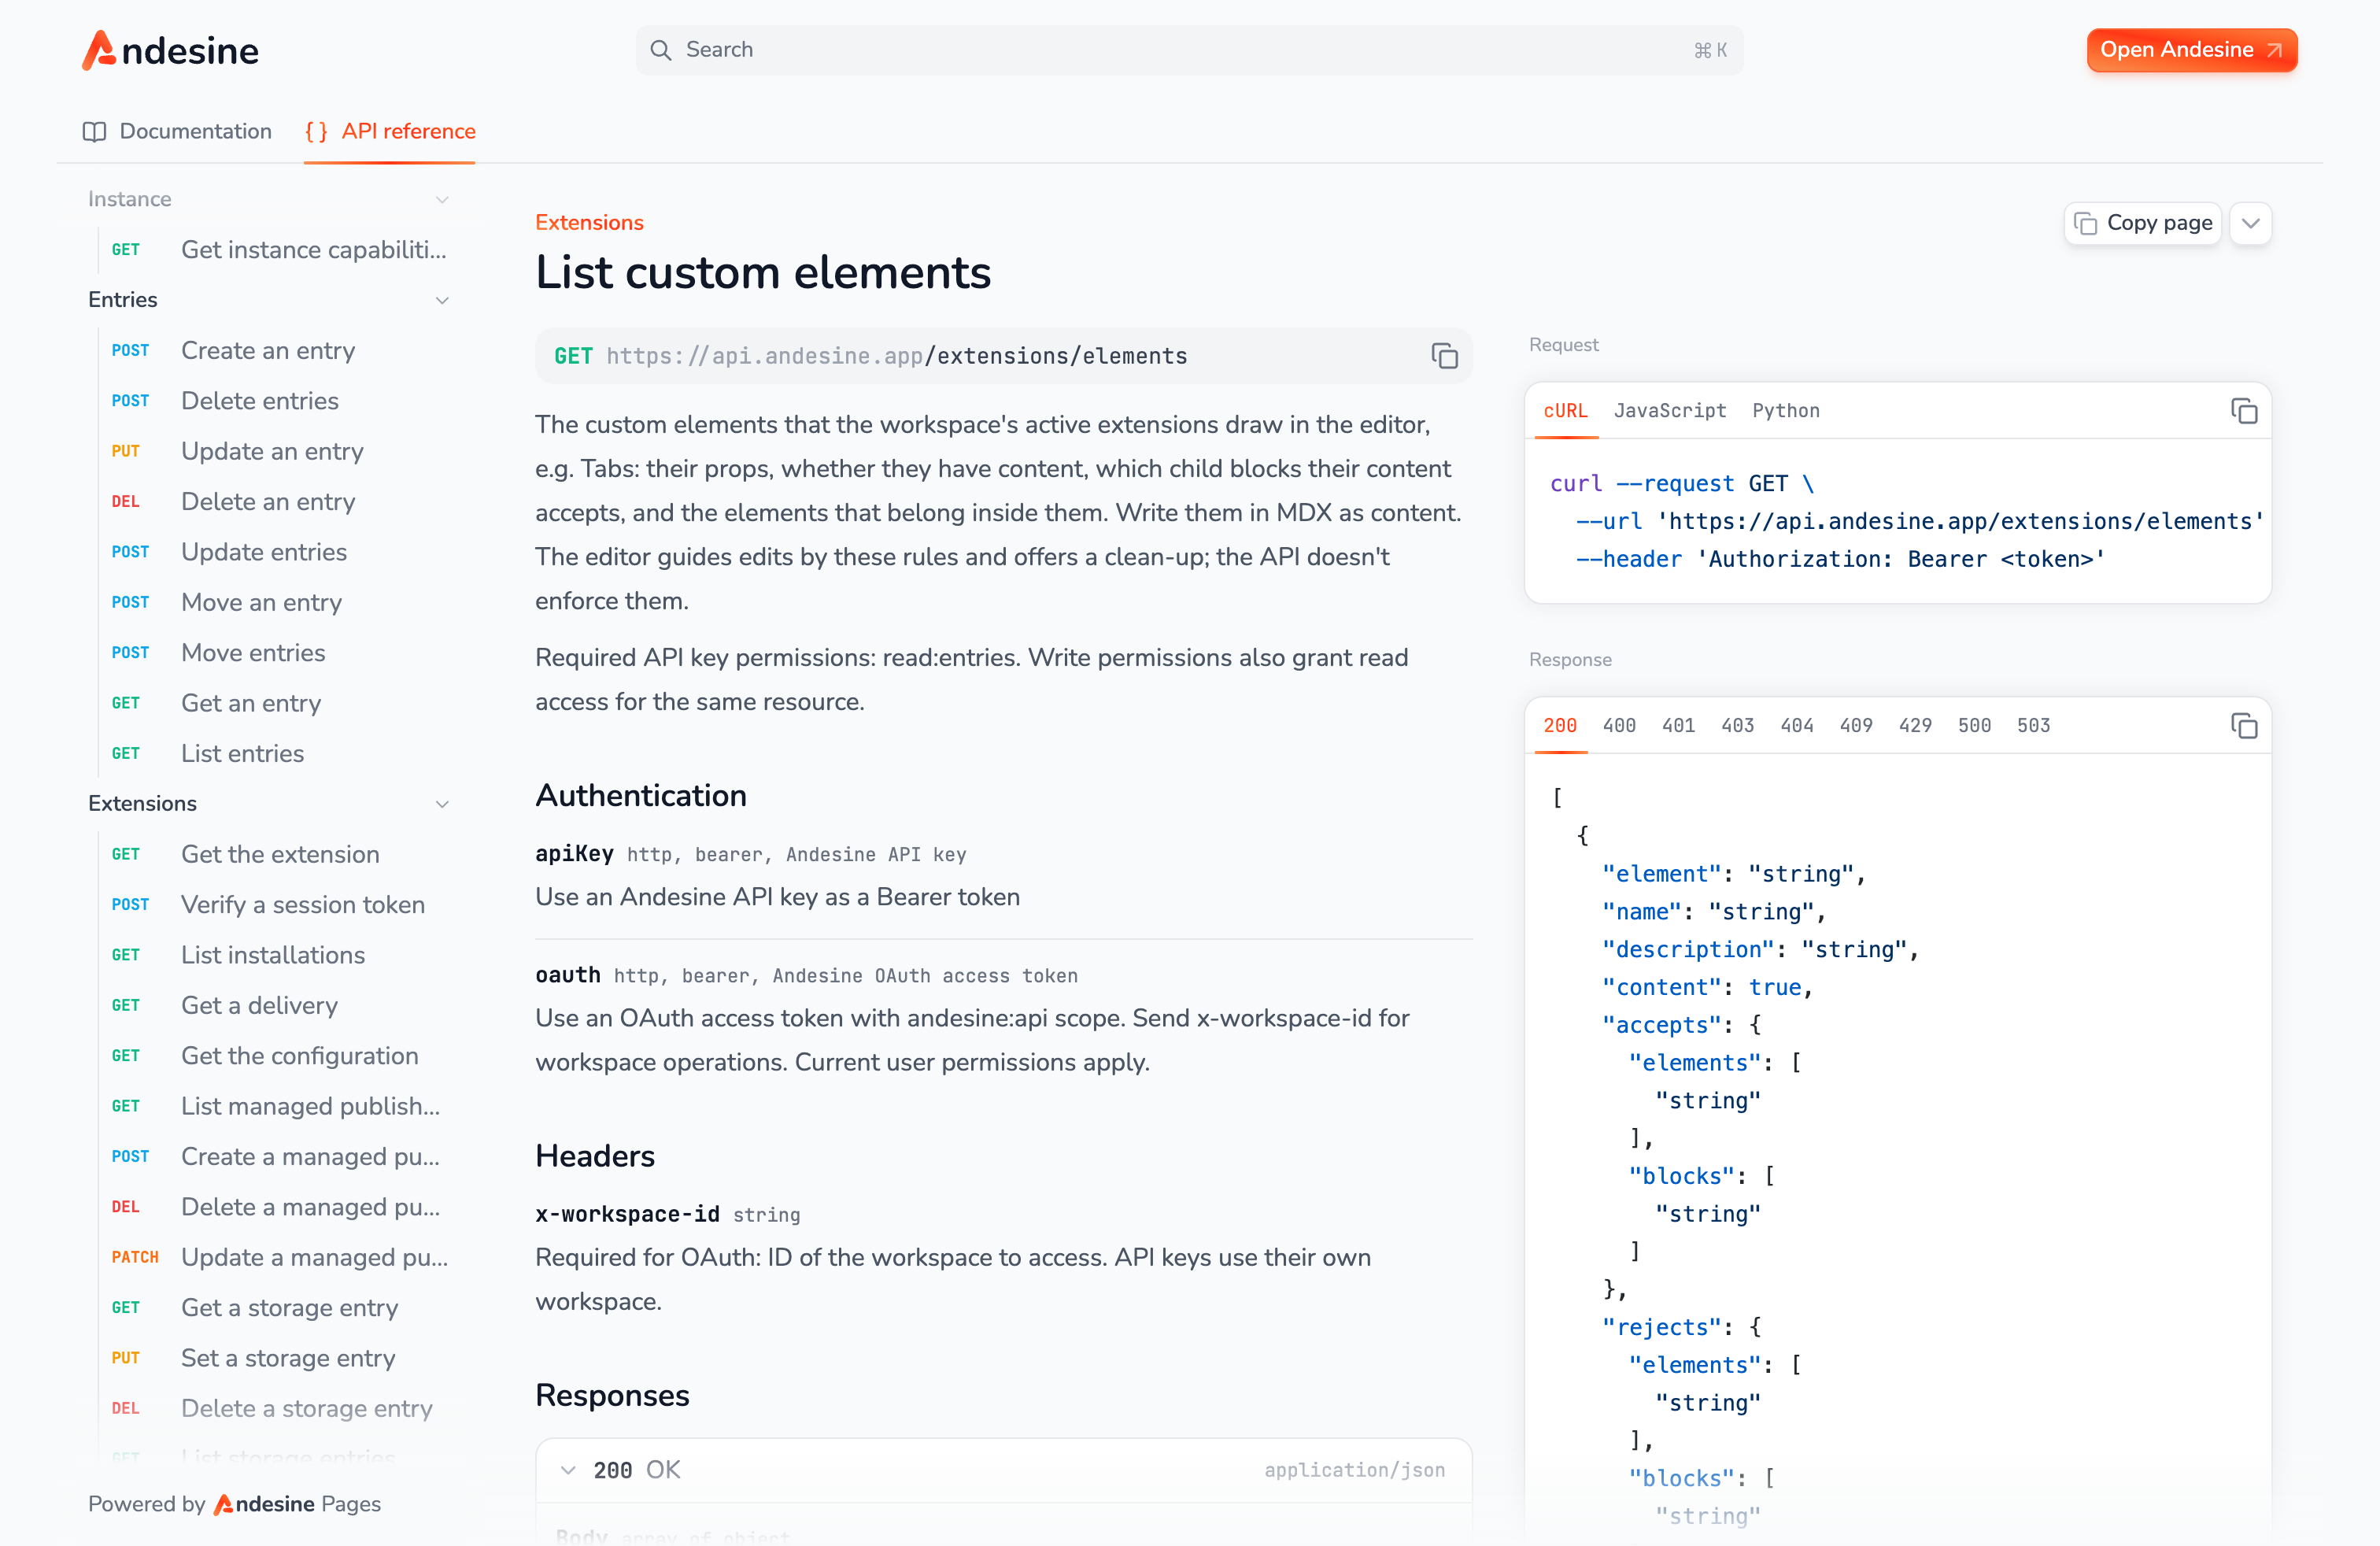 Andesine
Search
⌘ K
Open Andesine
Documentation
{ } API reference
Instance
GET Get instance capabiliti...
Entries
POST Create an entry
POST Delete entries
PUT Update an entry
DEL Delete an entry
POST Update entries
POST Move an entry
POST Move entries
GET Get an entry
GET List entries
Extensions
GET Get the extension
POST Verify a session token
GET List installations
GET Get a delivery
GET Get the configuration
GET List managed publish...
POST Create a managed pu...
DEL Delete a managed pu...
PATCH Update a managed pu...
GET Get a storage entry
PUT Set a storage entry
DEL Delete a storage entry
GET List storage entries
Powered by Andesine Pages
Extensions
List custom elements
Copy page
GET https://api.andesine.app/extensions/elements
The custom elements that the workspace's active extensions draw in the editor,
e.g. Tabs: their props, whether they have content, which child blocks their content
accepts, and the elements that belong inside them. Write them in MDX as content.
The editor guides edits by these rules and offers a clean-up; the API doesn't
enforce them.
Required API key permissions: read:entries. Write permissions also grant read
access for the same resource.
Authentication
apiKey http, bearer, Andesine API key
Use an Andesine API key as a Bearer token
oauth http, bearer, Andesine OAuth access token
Use an OAuth access token with andesine:api scope. Send x-workspace-id for
workspace operations. Current user permissions apply.
Headers
x-workspace-id string
Required for OAuth: ID of the workspace to access. API keys use their own
workspace.
Responses
200 OK application/json
Body array of object
Request
cURL JavaScript Python
curl --request GET \
--url 'https://api.andesine.app/extensions/elements'
--header 'Authorization: Bearer <token>'
Response
200 400 401 403 404 409 429 500 503
[
{
"element": "string",
"name": "string",
"description": "string",
"content": true,
"accepts": {
"elements": [
"string"
],
"blocks": [
"string"
]
},
"rejects": {
"elements": [
"string"
],
"blocks": [
"string"